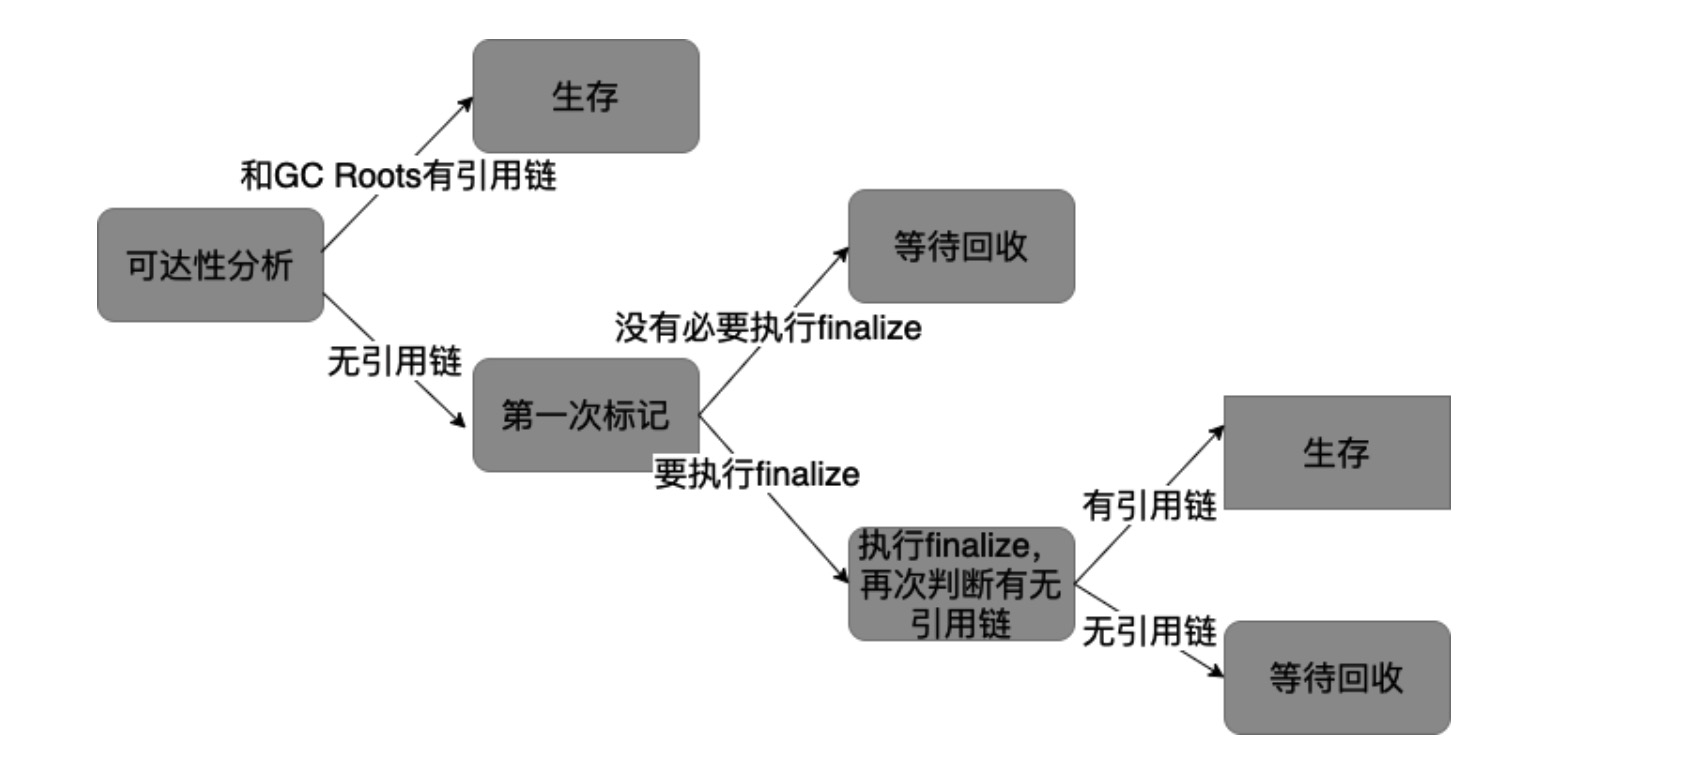 生存
和GC Roots有引用链
可达性分析
等待回收
没有必要执行finalize
无引用链
第一次标记
要执行finalize
生存
有引用链
执行finalize，
再次判断有无
引用链
无引用链
等待回收